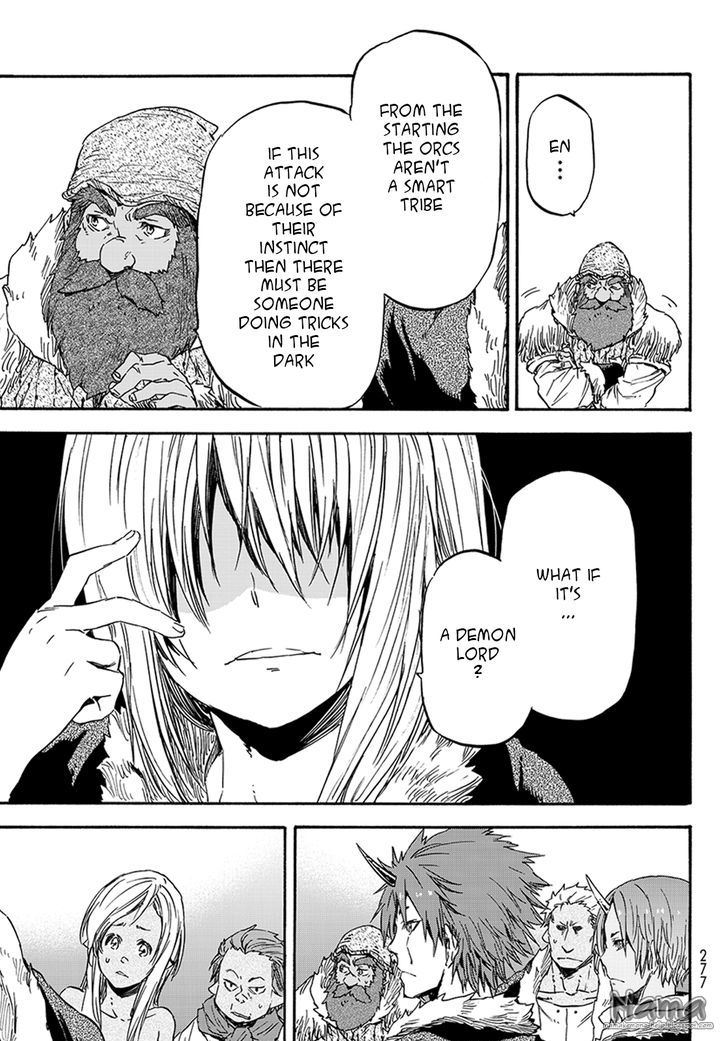 EN
...
FROM THE
STARTING
THE ORCS
AREN'T
A SMART
TRIBE
IF THIS
ATTACK
IS NOT
BECAUSE OF
THEIR
INSTINCT
THEN THERE
MUST BE
SOMEONE
DOING TRICKS
IN THE
DARK
WHAT IF
IT'S
...
A DEMON
LORD
?
277
Nama